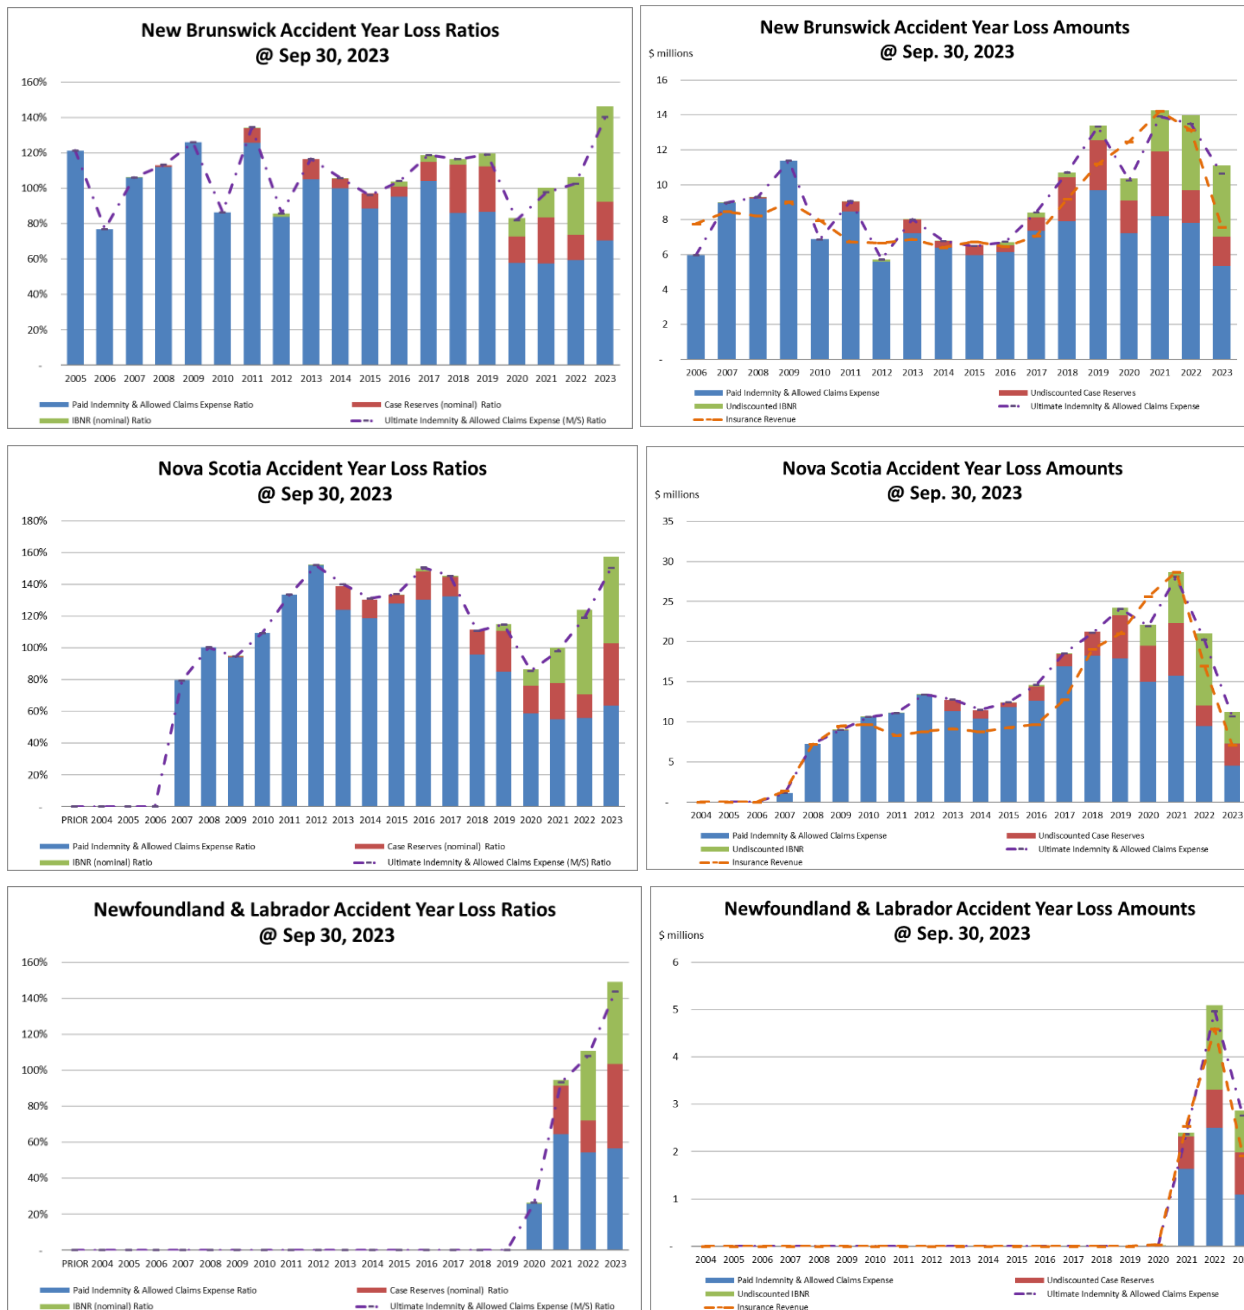 New Brunswick Accident Year Loss Ratios
@ Sep 30, 2023
160%
140%
120%
100%
80%
60%
40%
20%
-
2005 2006 2007 2008 2009 2010 2011 2012 2013 2014 2015 2016 2017 2018 2019 2020 2021 2022 2023
Paid Indemnity & Allowed Claims Expense Ratio
Case Reserves (nominal) Ratio
IBNR (nominal) Ratio
Ultimate Indemnity & Allowed Claims Expense (M/S) Ratio
New Brunswick Accident Year Loss Amounts
@ Sep. 30, 2023
$ millions
16
14
12
10
8
6
4
2
-
2006 2007 2008 2009 2010 2011 2012 2013 2014 2015 2016 2017 2018 2019 2020 2021 2022 2023
Paid Indemnity & Allowed Claims Expense
Undiscounted Case Reserves
Undiscounted IBNR
Ultimate Indemnity & Allowed Claims Expense
Insurance Revenue
Nova Scotia Accident Year Loss Ratios
@ Sep 30, 2023
180%
160%
140%
120%
100%
80%
60%
40%
20%
-
PRIOR 2004 2005 2006 2007 2008 2009 2010 2011 2012 2013 2014 2015 2016 2017 2018 2019 2020 2021 2022 2023
Paid Indemnity & Allowed Claims Expense Ratio
Case Reserves (nominal) Ratio
IBNR (nominal) Ratio
Ultimate Indemnity & Allowed Claims Expense (M/S) Ratio
Nova Scotia Accident Year Loss Amounts
@ Sep. 30, 2023
$ millions
35
30
25
20
15
10
5
-
2004 2005 2006 2007 2008 2009 2010 2011 2012 2013 2014 2015 2016 2017 2018 2019 2020 2021 2022 2023
Paid Indemnity & Allowed Claims Expense
Undiscounted Case Reserves
Undiscounted IBNR
Ultimate Indemnity & Allowed Claims Expense
Insurance Revenue
Newfoundland & Labrador Accident Year Loss Ratios
@ Sep 30, 2023
160%
140%
120%
100%
80%
60%
40%
20%
-
PRIOR 2004 2005 2006 2007 2008 2009 2010 2011 2012 2013 2014 2015 2016 2017 2018 2019 2020 2021 2022 2023
Paid Indemnity & Allowed Claims Expense Ratio
Case Reserves (nominal) Ratio
IBNR (nominal) Ratio
Ultimate Indemnity & Allowed Claims Expense (M/S) Ratio
Newfoundland & Labrador Accident Year Loss Amounts
@ Sep. 30, 2023
$ millions
6
5
4
3
2
1
-
2004 2005 2006 2007 2008 2009 2010 2011 2012 2013 2014 2015 2016 2017 2018 2019 2020 2021 2022
Paid Indemnity & Allowed Claims Expense
Undiscounted Case Reserves
Undiscounted IBNR
Ultimate Indemnity & Allowed Claims Expense
Insurance Revenue